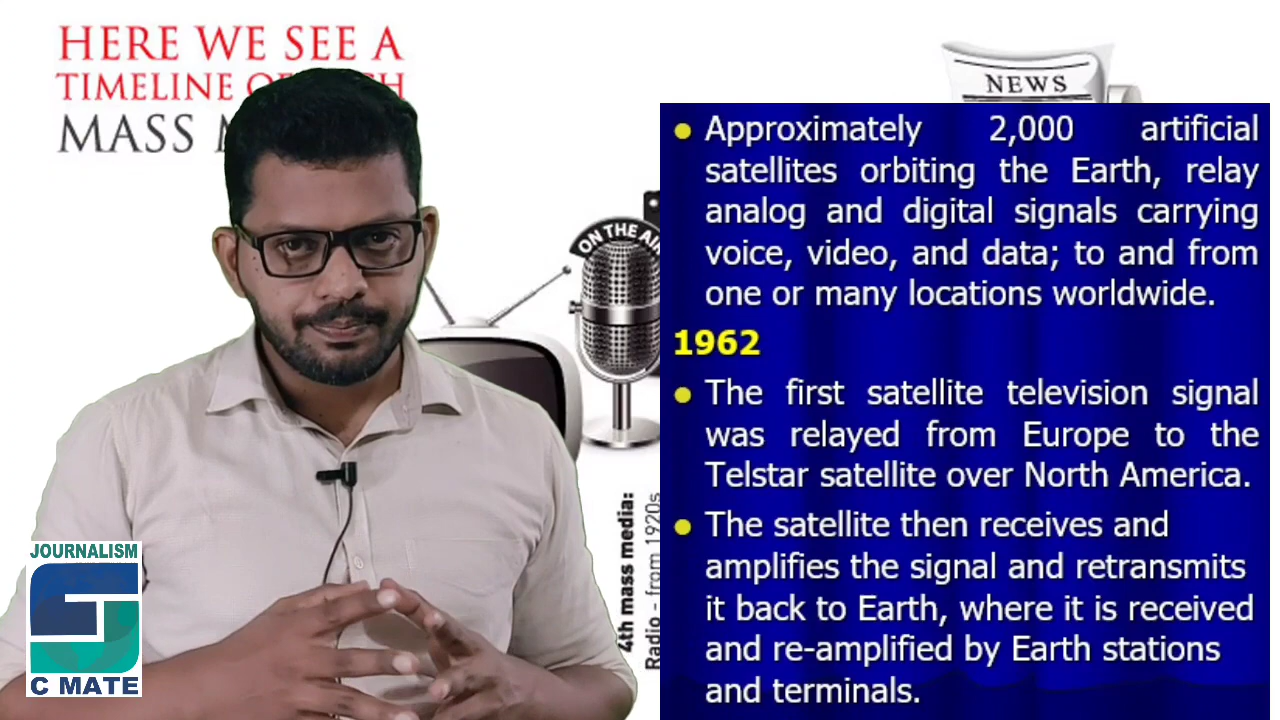 HERE WE SEE A
TIMELINE
MASS
NEWS
ON THE AIR
4th mass media:
Radio - from 1920s
● Approximately 2,000 artificial
satellites orbiting the Earth, relay
analog and digital signals carrying
voice, video, and data; to and from
one or many locations worldwide.
1962
● The first satellite television signal
was relayed from Europe to the
Telstar satellite over North America.
● The satellite then receives and
amplifies the signal and retransmits
it back to Earth, where it is received
and re-amplified by Earth stations
and terminals.
JOURNALISM
C MATE